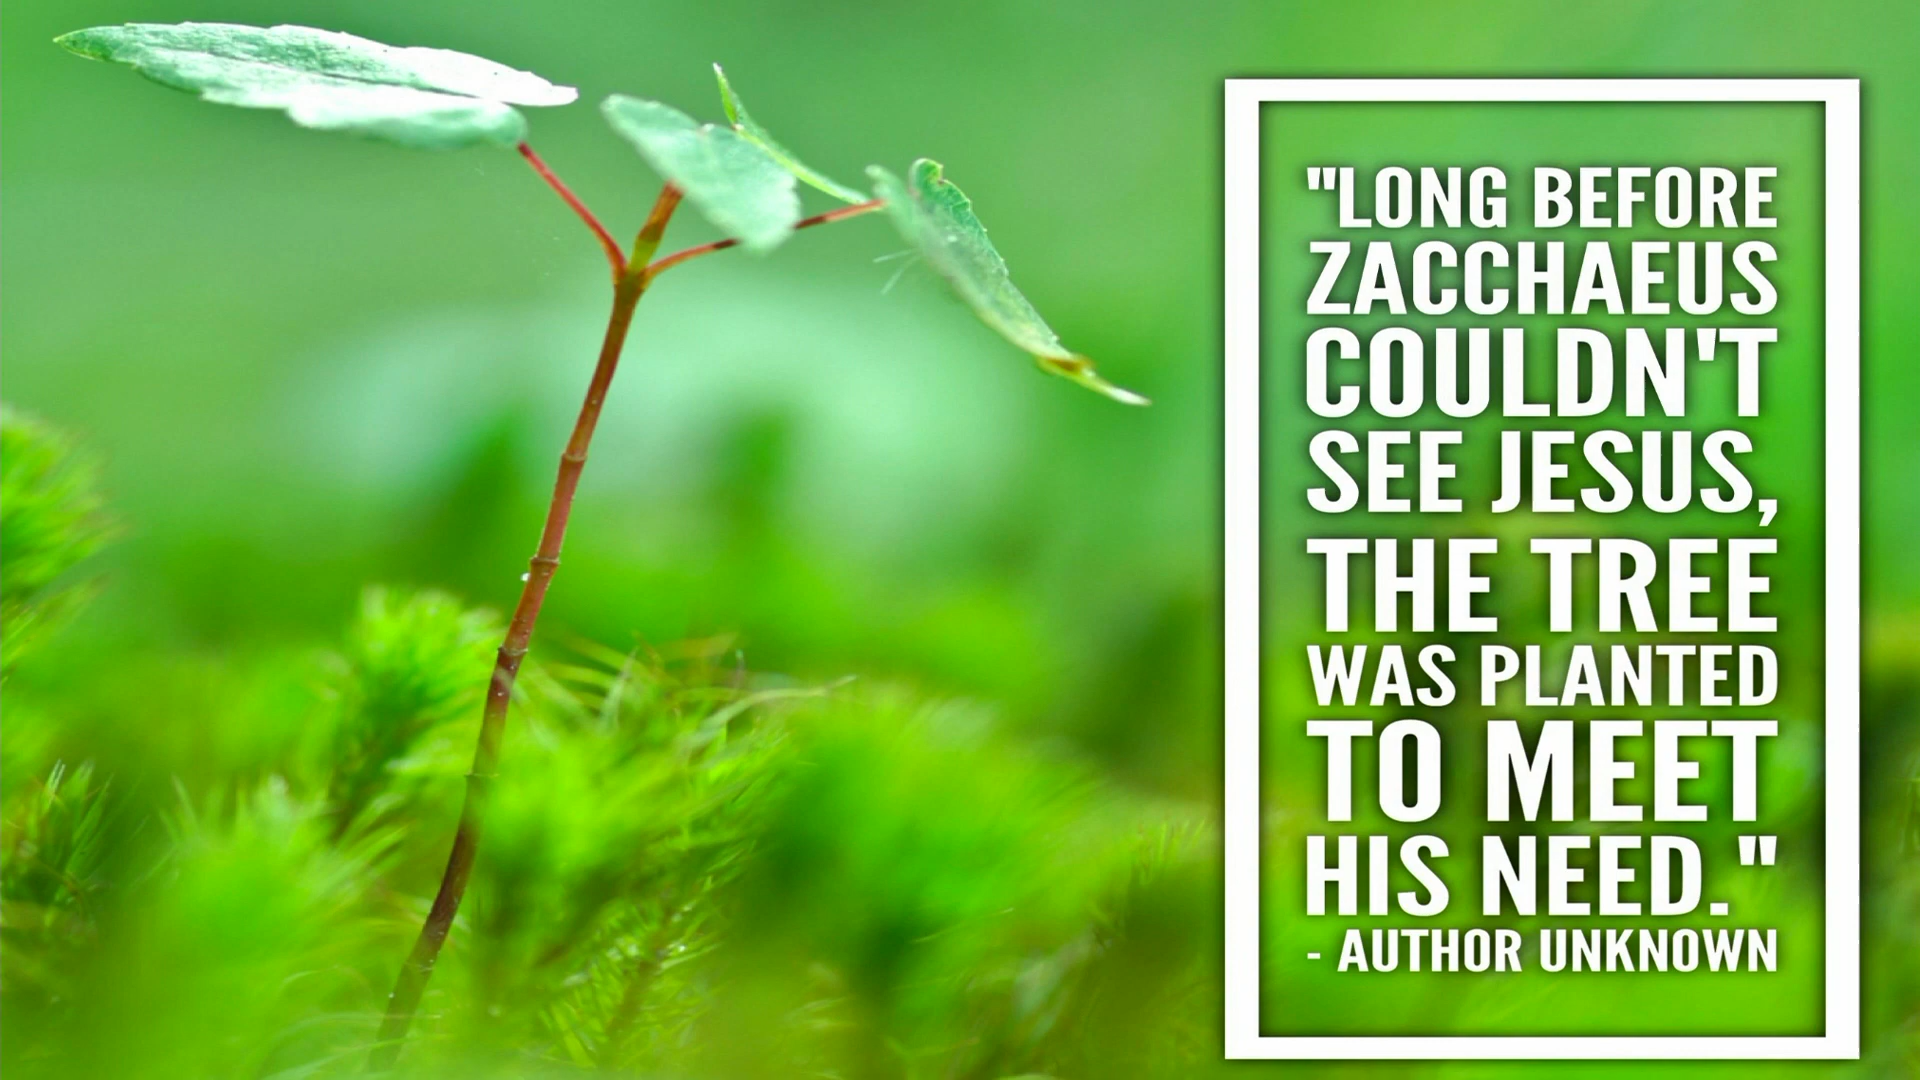 "LONG BEFORE
ZACCHAEUS
COULDN'T
SEE JESUS,
THE TREE
WAS PLANTED
TO MEET
HIS NEED."
- AUTHOR UNKNOWN